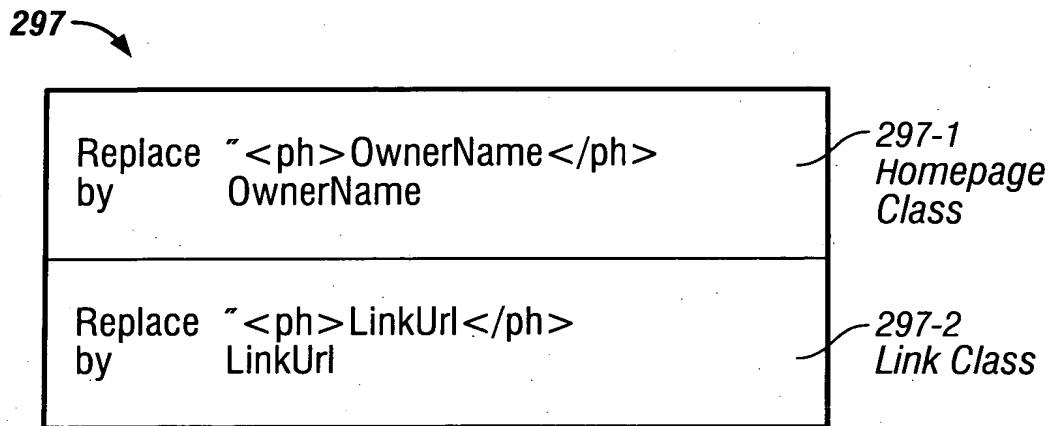 297
Replace ˝<ph>OwnerName</ph>
by OwnerName
297-1
Homepage
Class
Replace ˝<ph>LinkUrl</ph>
by LinkUrl
297-2
Link Class